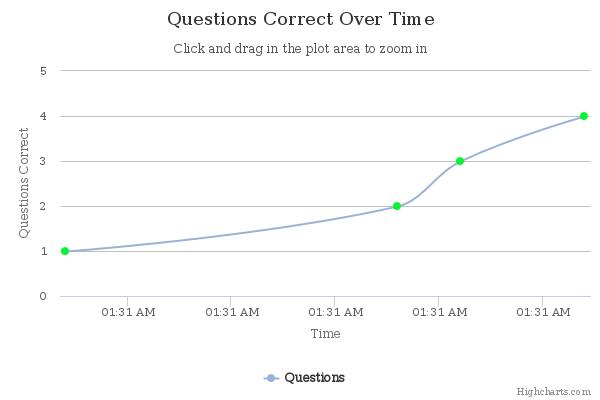 Questions Correct Over Time
Click and drag in the plot area to zoom in
Questions Correct
5
4
3
2
1
0
01:31 AM 01:31 AM 01:31 AM 01:31 AM 01:31 AM
Time
Questions
Highcharts.com